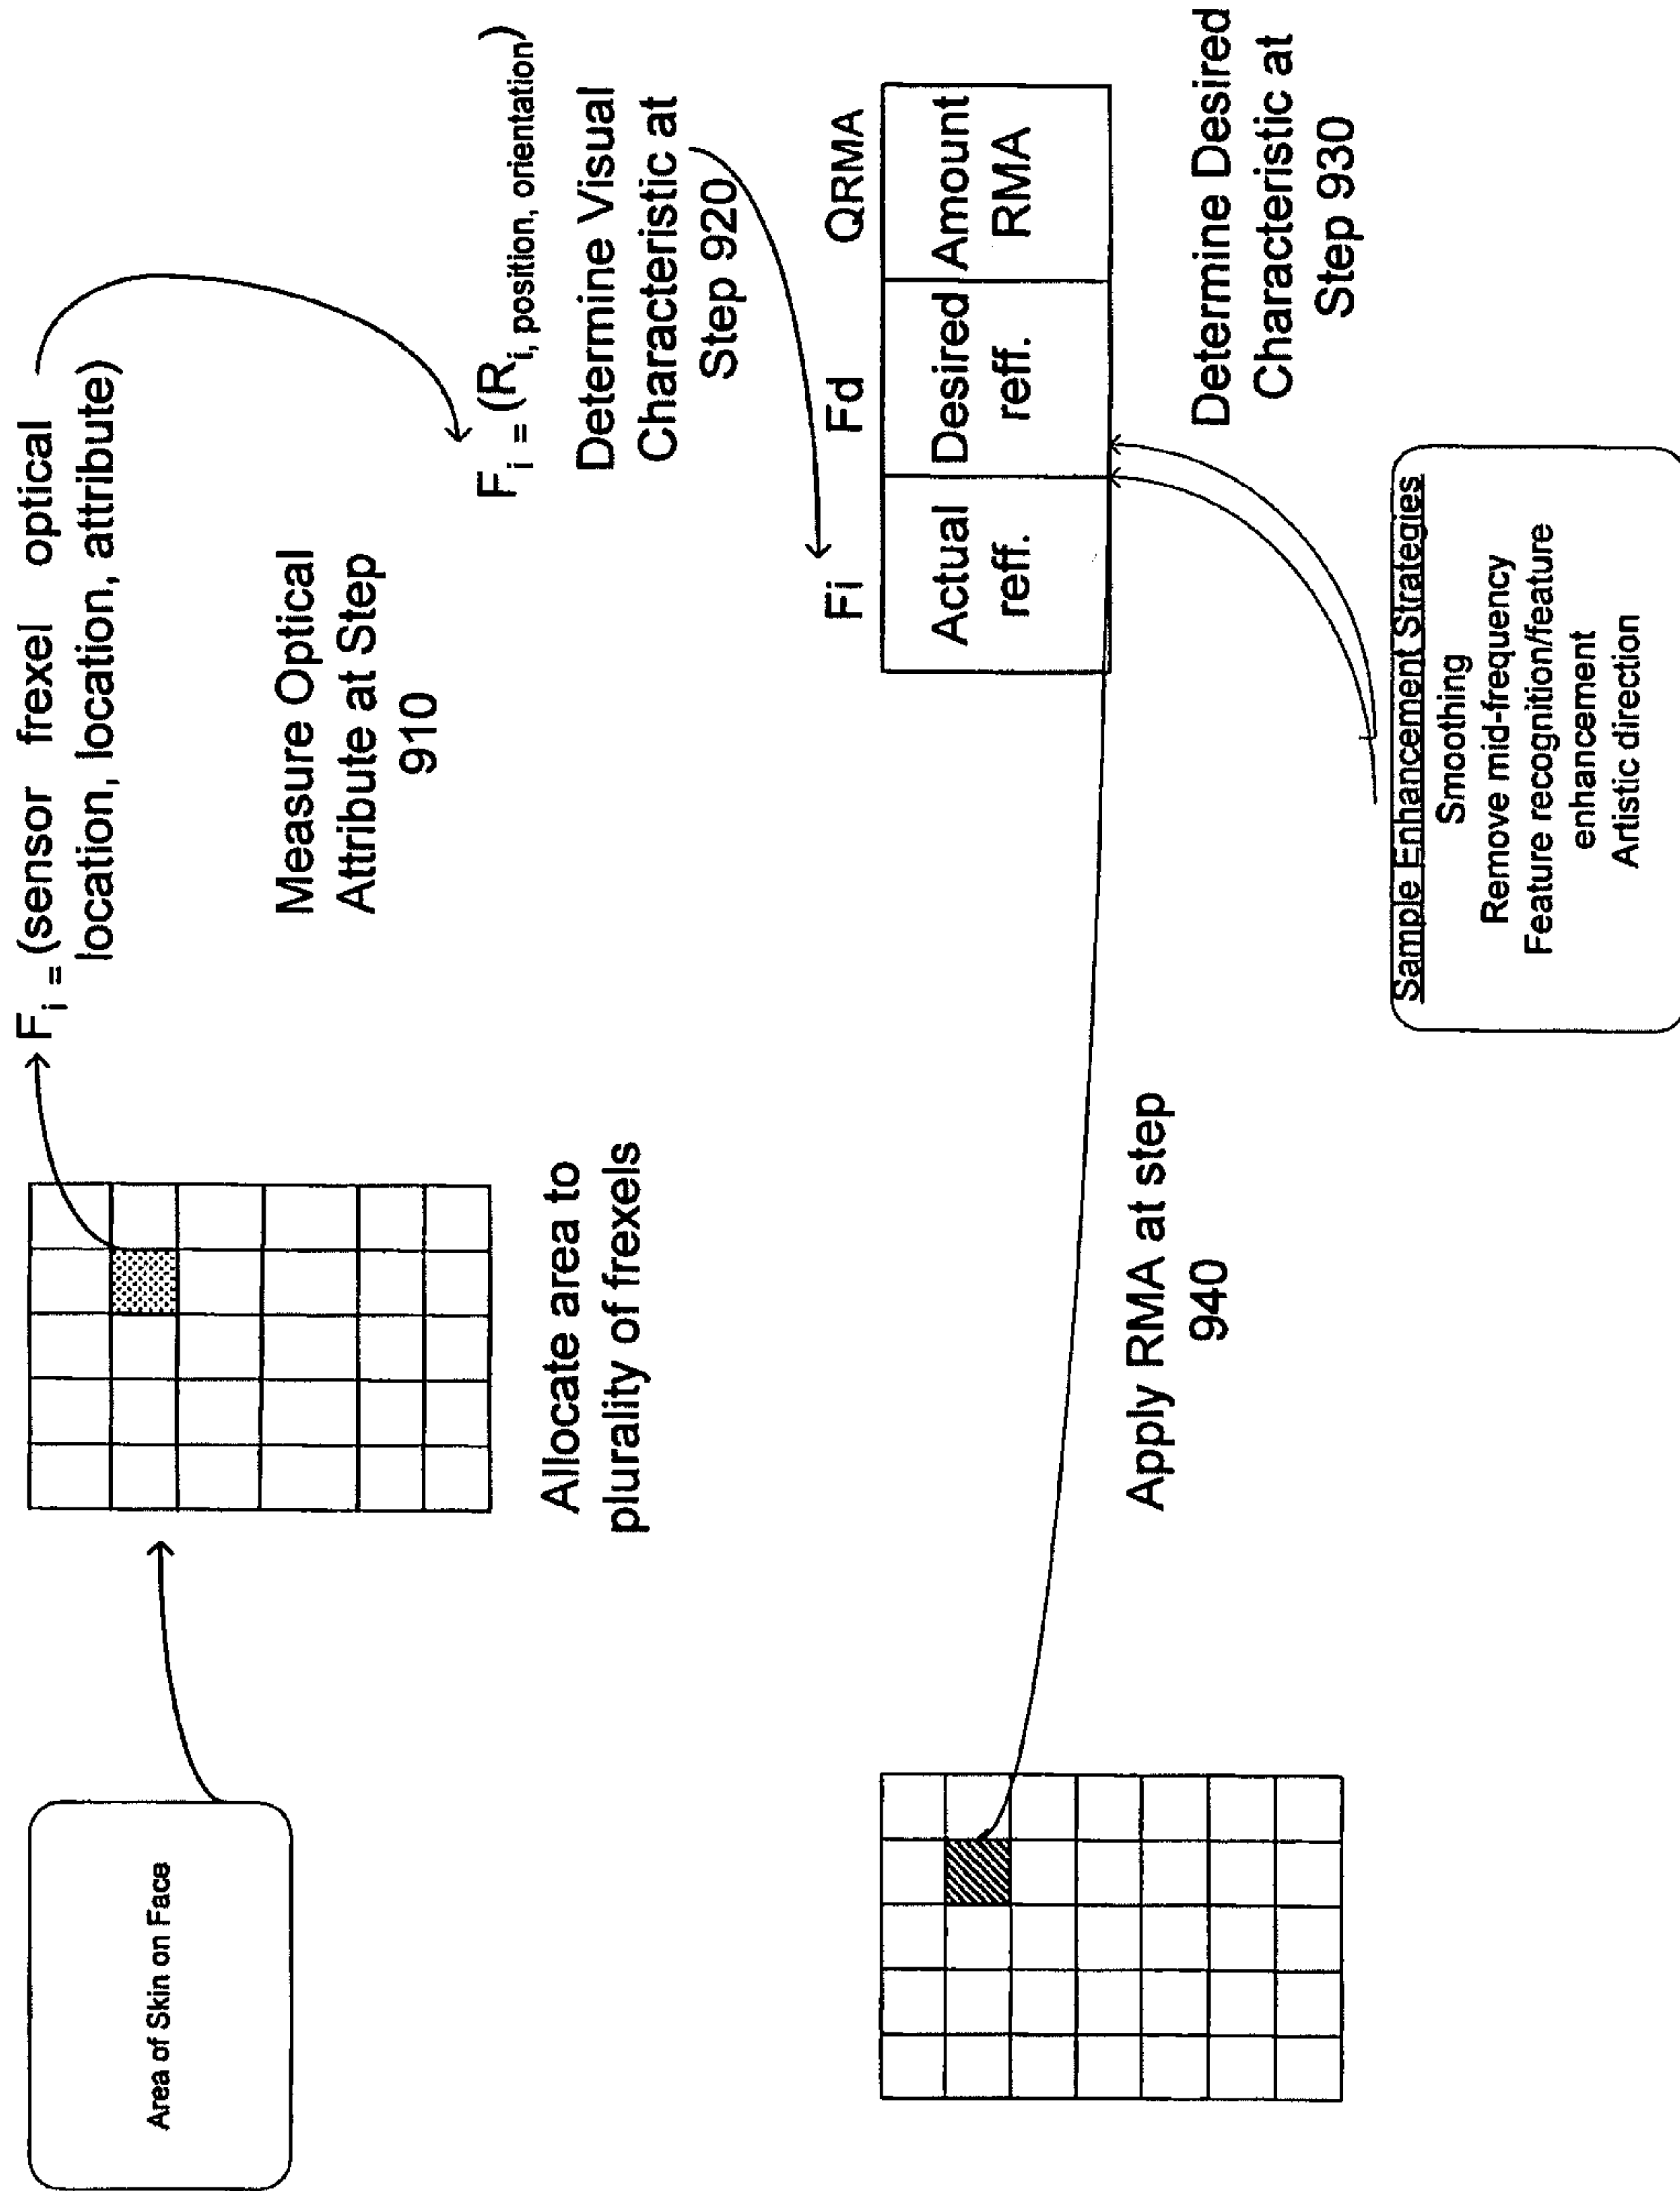 Area of Skin on Face
Allocate area to
plurality of frexels
F i = (sensor frexel optical
location, location, attribute)
Measure Optical
Attribute at Step
910
F i = (R i, position, orientation )
Determine Visual
Characteristic at
Step 920
Fi Fd QRMA
Actual Desired Amount
reff. reff. RMA
Determine Desired
Characteristic at
Step 930
Sample Enhancement Strategies
Smoothing
Remove mid-frequency
Feature recognition/feature
enhancement
Artistic direction
Apply RMA at step
940